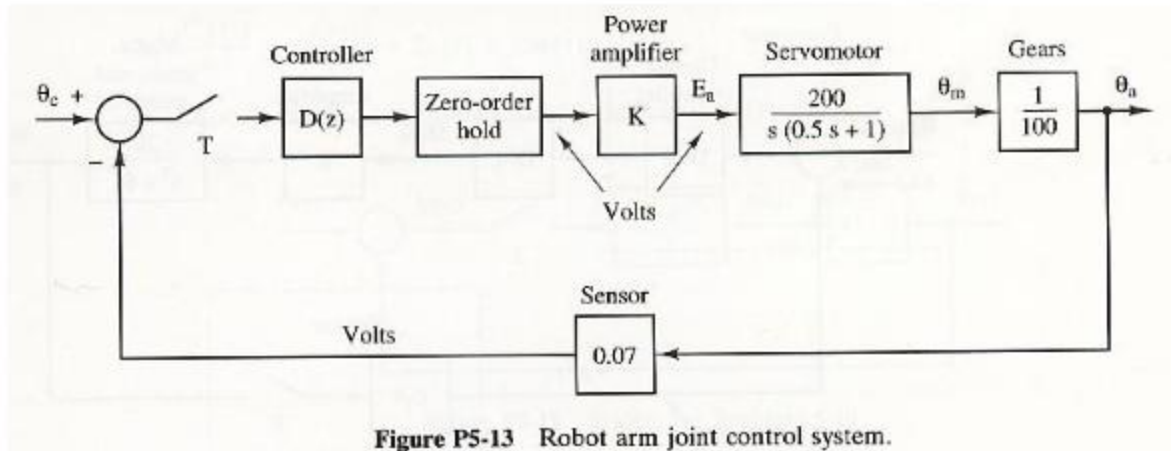 Power
Controller amplifier Servomotor Gears
θc + D(z) Zero-order
hold K Ea 200
s (0.5 s + 1) θm 1
100 θa
−
T
Volts
Sensor
Volts
0.07
Figure P5-13 Robot arm joint control system.